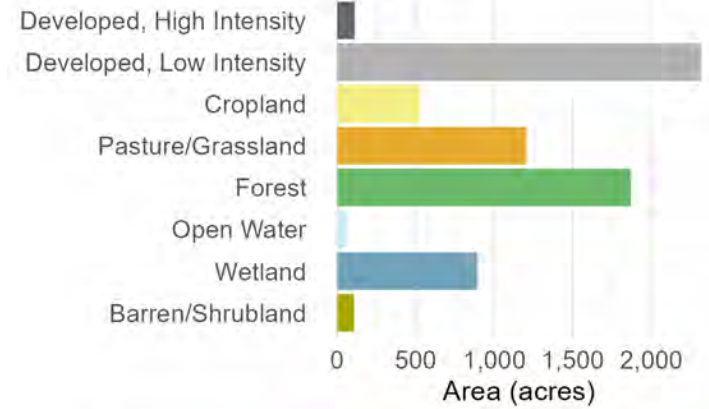 Developed, High Intensity
Developed, Low Intensity
Cropland
Pasture/Grassland
Forest
Open Water
Wetland
Barren/Shrubland
0 500 1,000 1,500 2,000
Area (acres)